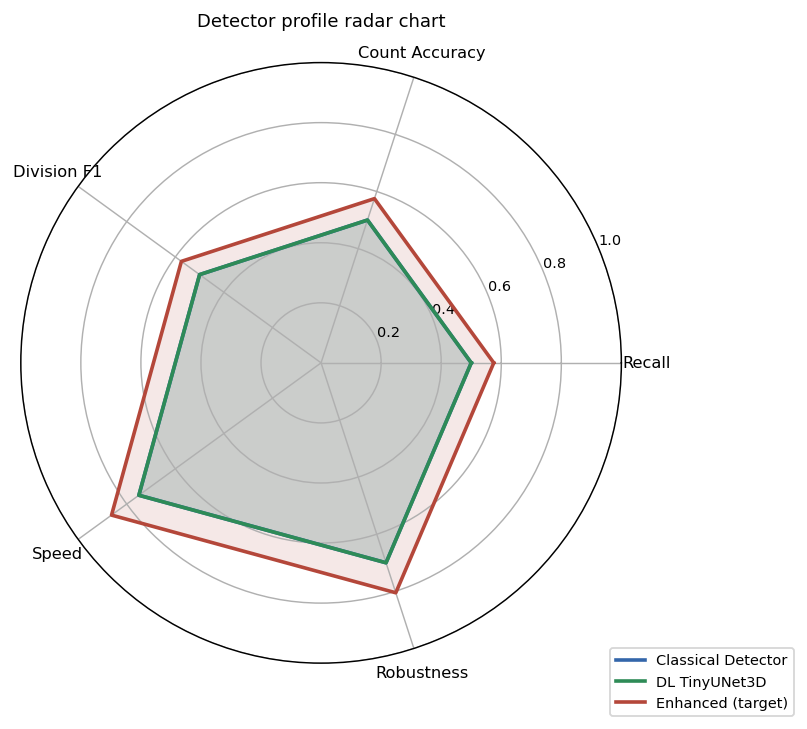 Detector profile radar chart
Count Accuracy
Division F1
1.0
0.8
0.6
0.4
0.2
Recall
Speed
Robustness
Classical Detector
DL TinyUNet3D
Enhanced (target)